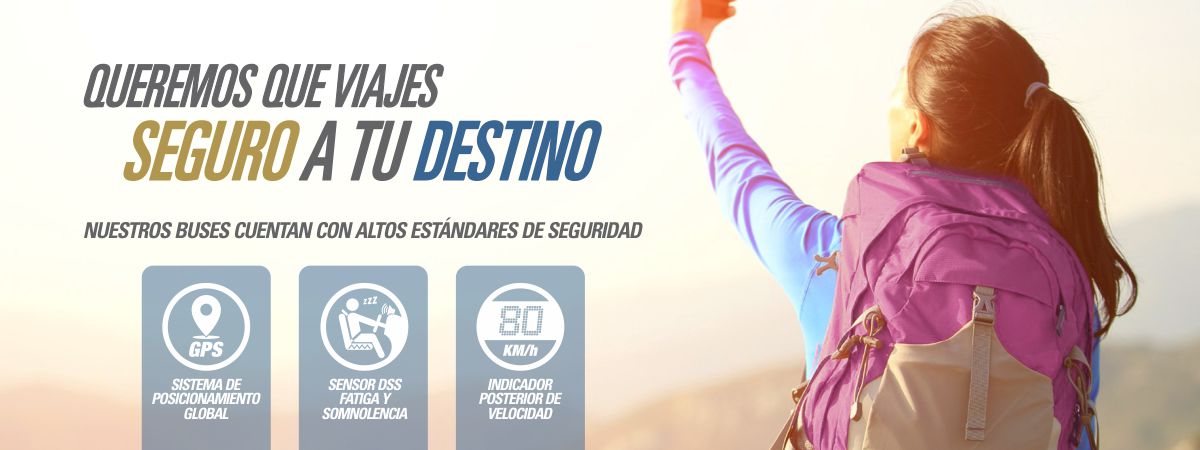 QUEREMOS QUE VIAJES
SEGURO A TU DESTINO
NUESTROS BUSES CUENTAN CON ALTOS ESTÁNDARES DE SEGURIDAD
GPS
SISTEMA DE
POSICIONAMIENTO
GLOBAL
zzz
SENSOR DSS
FATIGA Y
SOMNOLENCIA
80
KM/h
INDICADOR
POSTERIOR DE
VELOCIDAD